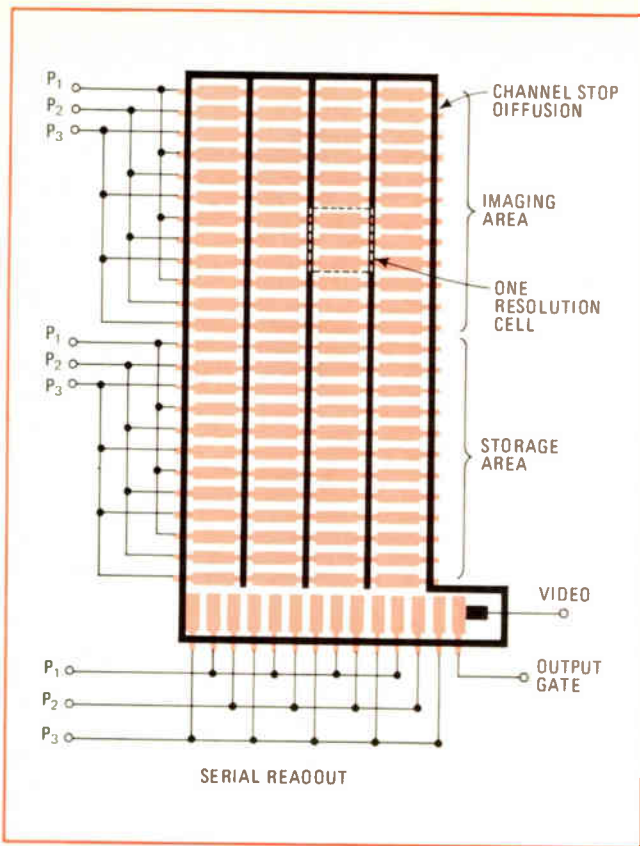 P1
P2
P3
CHANNEL STOP
DIFFUSION
IMAGING
AREA
ONE
RESOLUTION
CELL
P1
P2
P3
STORAGE
AREA
VIDEO
OUTPUT
GATE
P1
P2
P3
SERIAL READOUT